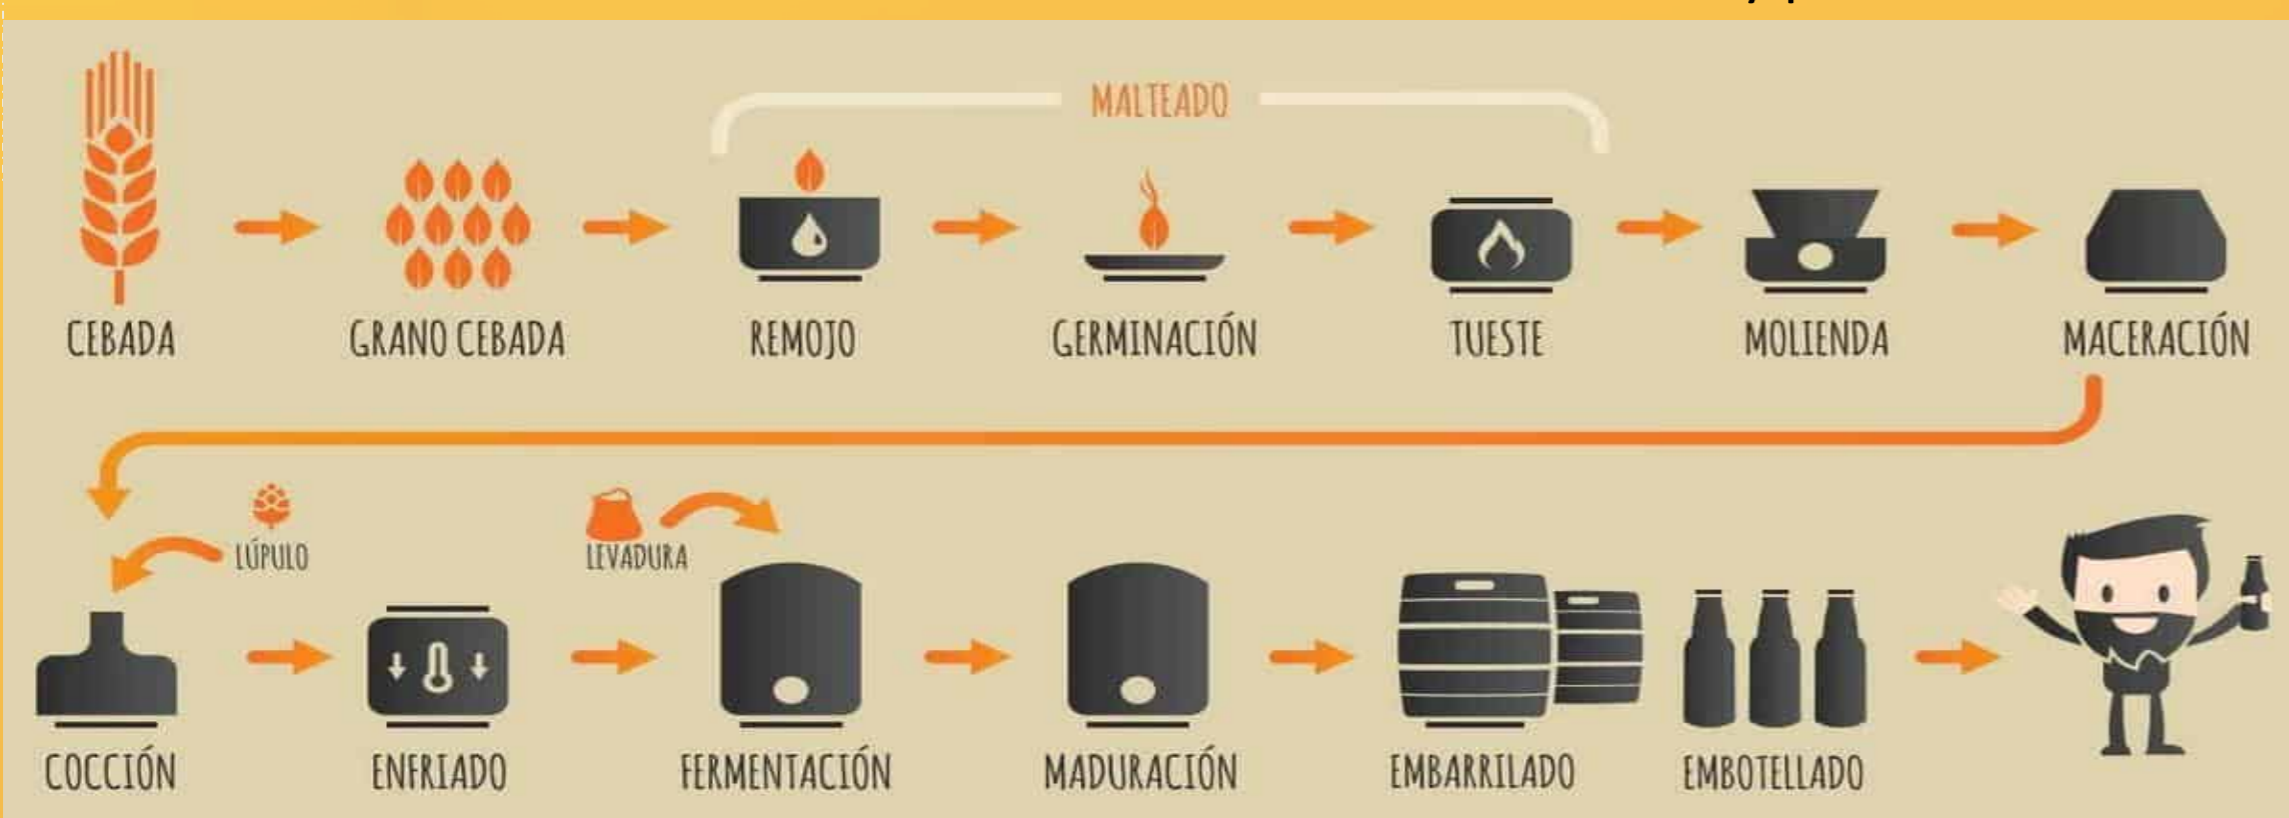 MALTEADO
CEBADA
GRANO CEBADA
REMOJO
GERMINACIÓN
TUESTE
MOLIENDA
MACERACIÓN
LÚPULO
LEVADURA
COCCIÓN
ENFRIADO
FERMENTACIÓN
MADURACIÓN
EMBARRILADO
EMBOTELLADO